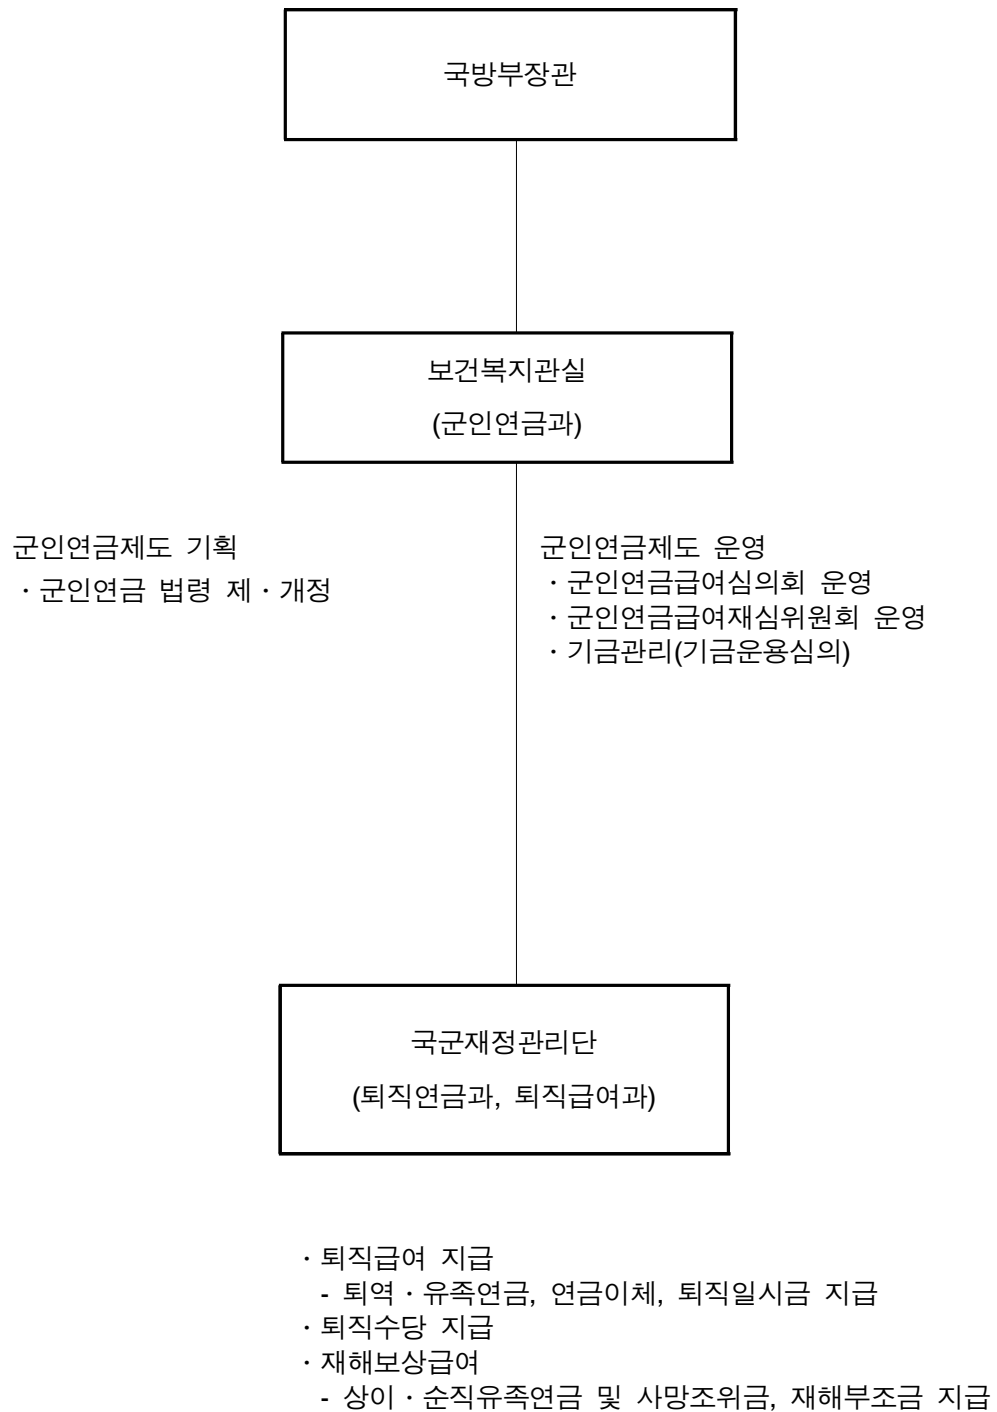 국방부장관
보건복지관실
(군인연금과)
군인연금제도 기획
· 군인연금 법령 제 · 개정
군인연금제도 운영
· 군인연금급여심의회 운영
· 군인연금급여재심위원회 운영
· 기금관리(기금운용심의)
국군재정관리단
(퇴직연금과, 퇴직급여과)
· 퇴직급여 지급
- 퇴역 · 유족연금, 연금이체, 퇴직일시금 지급
· 퇴직수당 지급
· 재해보상급여
- 상이 · 순직유족연금 및 사망조위금, 재해부조금 지급